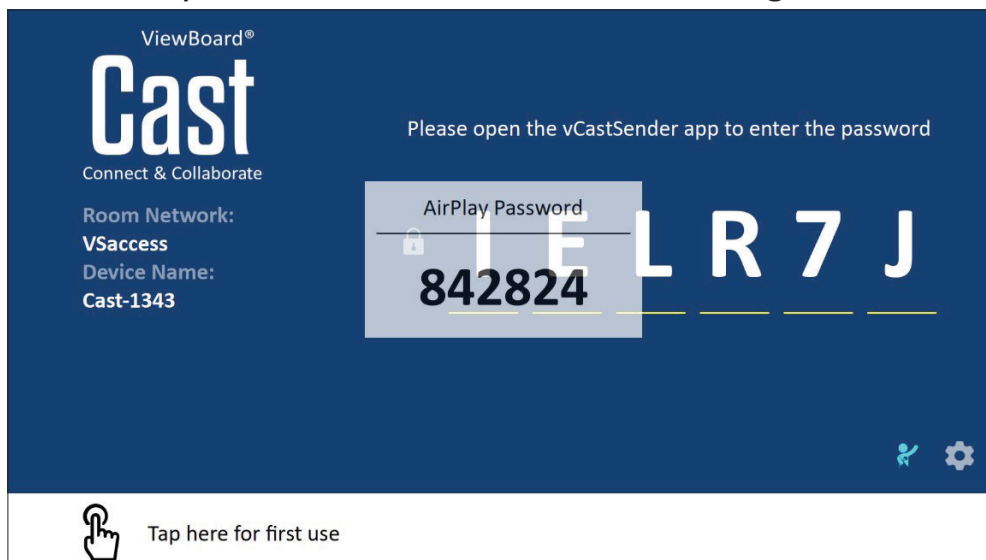 ViewBoard®
Cast
Connect & Collaborate
Room Network:
VSaccess
Device Name:
Cast-1343
Please open the vCastSender app to enter the password
AirPlay Password
842824
I E L R 7 J
Tap here for first use